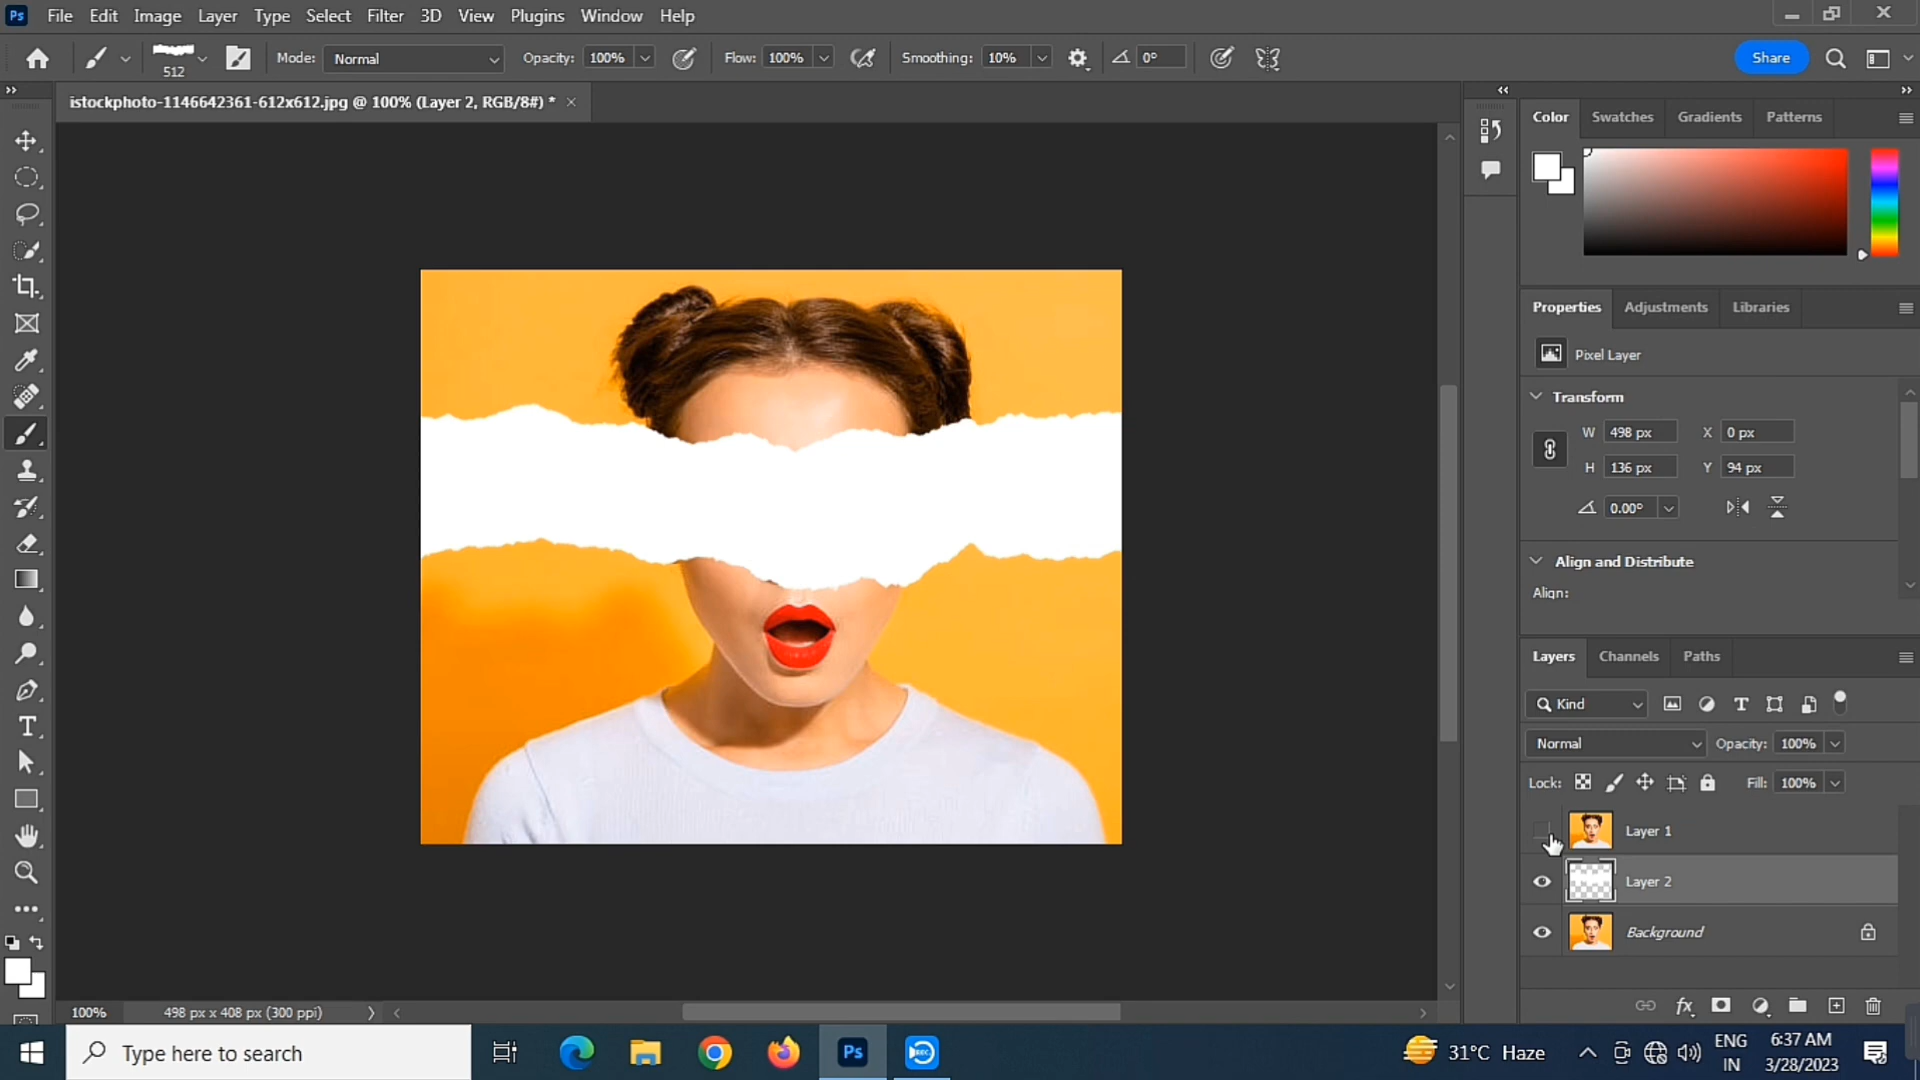 Ps File Edit Image Layer Type Select Filter 3D View Plugins Window Help
512 Mode: Normal Opacity: 100% Flow: 100% Smoothing: 10% 0° Share
istockphoto-1146642361-612x612.jpg @ 100% (Layer 2, RGB/8#) *
Color Swatches Gradients Patterns
Properties Adjustments Libraries
Pixel Layer
Transform
W 498 px X 0 px
H 136 px Y 94 px
0.00°
Align and Distribute
Align:
Layers Channels Paths
Kind
Normal Opacity: 100%
Lock: Fill: 100%
Layer 1
Layer 2
Background
fx
100% 498 px x 408 px (300 ppi)
Type here to search
Ps
REC
31°C Haze
ENG
IN
6:37 AM
3/28/2023